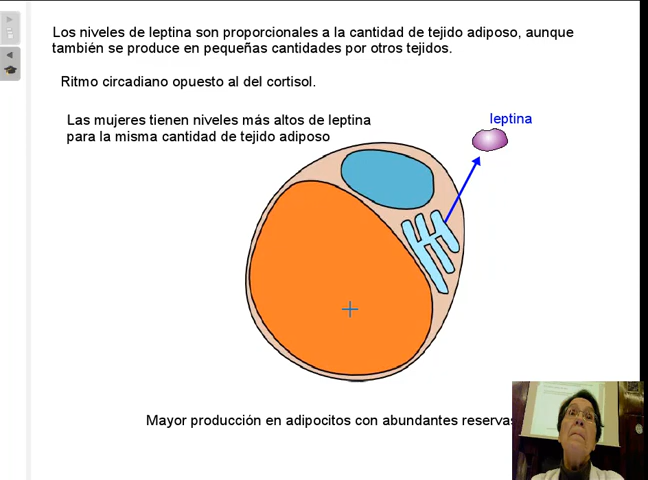 Los niveles de leptina son proporcionales a la cantidad de tejido adiposo, aunque
también se produce en pequeñas cantidades por otros tejidos.
Ritmo circadiano opuesto al del cortisol.
Las mujeres tienen niveles más altos de leptina
para la misma cantidad de tejido adiposo
leptina
Mayor producción en adipocitos con abundantes